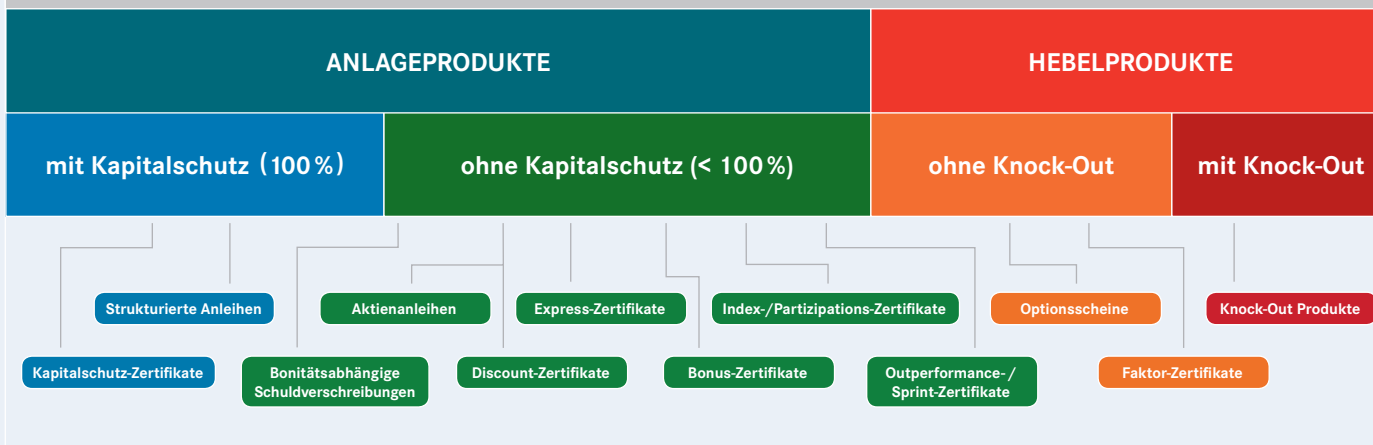 ANLAGEPRODUKTE
HEBELPRODUKTE
mit Kapitalschutz (100 %)
ohne Kapitalschutz (< 100 %)
ohne Knock-Out
mit Knock-Out
Strukturierte Anleihen
Aktienanleihen
Express-Zertifikate
Index-/Partizipations-Zertifikate
Optionsscheine
Knock-Out Produkte
Kapitalschutz-Zertifikate
Bonitätsabhängige
Schuldverschreibungen
Discount-Zertifikate
Bonus-Zertifikate
Outperformance-/
Sprint-Zertifikate
Faktor-Zertifikate